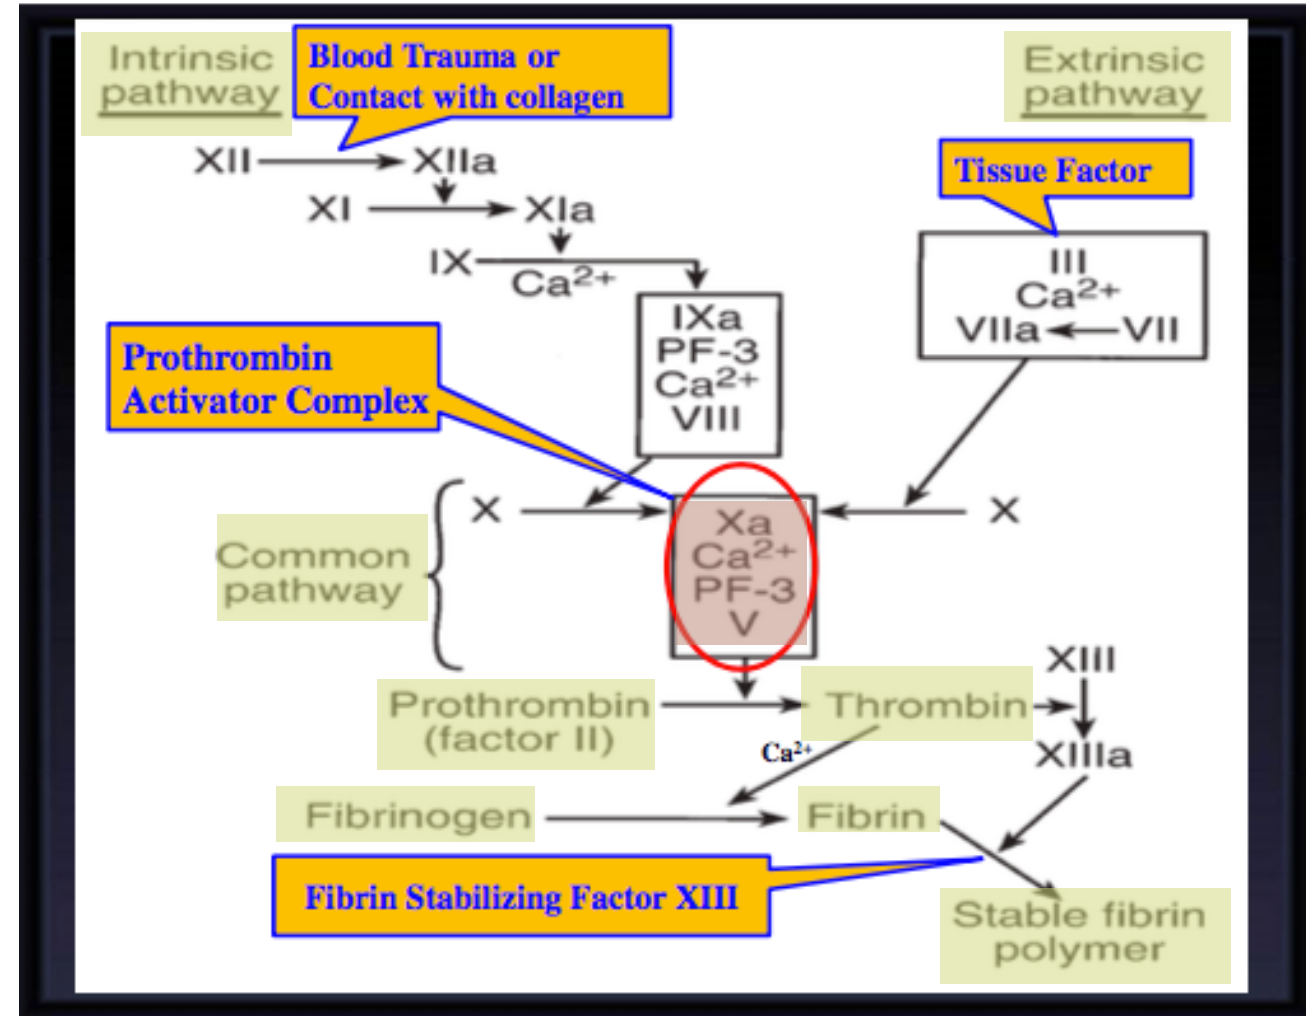 Intrinsic
pathway
Blood Trauma or
Contact with collagen
Extrinsic
pathway
XII XIIa
Tissue Factor
XI XIa
IX
Ca²⁺
III
Ca²⁺
VIIa VII
IXa
PF-3
Ca²⁺
VIII
Prothrombin
Activator Complex
X
X
Xa
Ca²⁺
PF-3
V
Common
pathway
XIII
Prothrombin
(factor II)
Thrombin
XIIIa
Ca²⁺
Fibrinogen
Fibrin
Fibrin Stabilizing Factor XIII
Stable fibrin
polymer